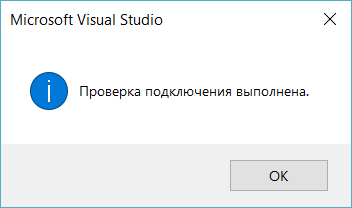 Microsoft Visual Studio
Проверка подключения выполнена.
OK